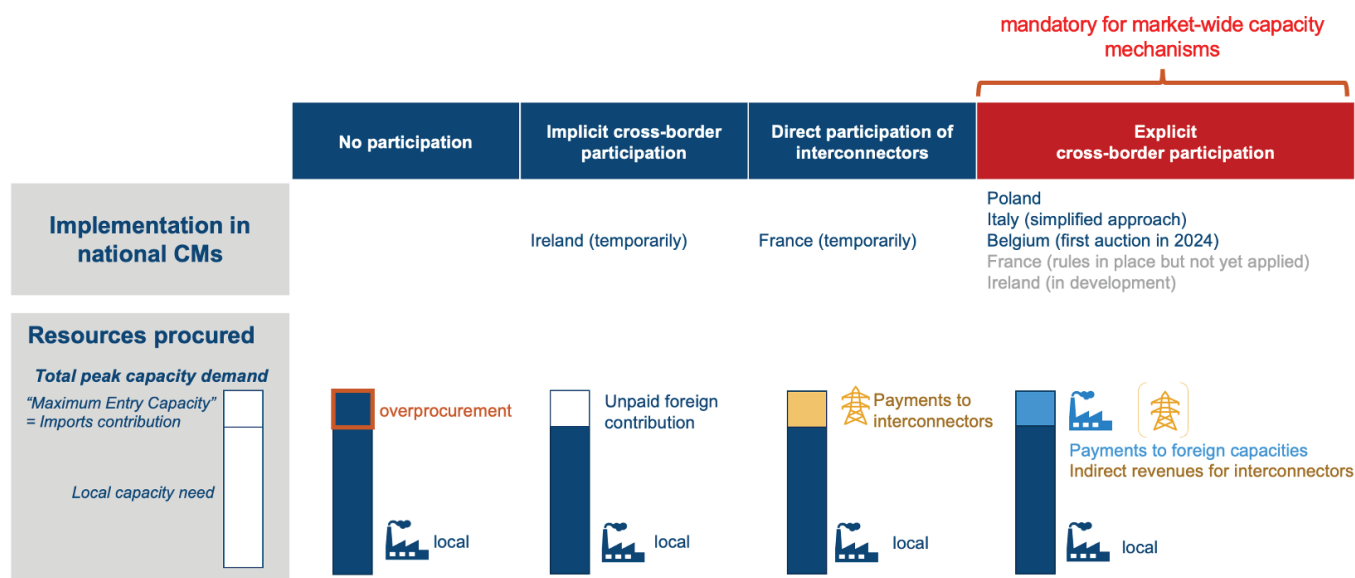 mandatory for market-wide capacity
mechanisms
No participation
Implicit cross-border
participation
Direct participation of
interconnectors
Explicit
cross-border participation
Implementation in
national CMs
Ireland (temporarily)
France (temporarily)
Poland
Italy (simplified approach)
Belgium (first auction in 2024)
France (rules in place but not yet applied)
Ireland (in development)
Resources procured
Total peak capacity demand
“Maximum Entry Capacity”
= Imports contribution
Local capacity need
overprocurement
local
Unpaid foreign
contribution
local
Payments to
interconnectors
local
Payments to foreign capacities
Indirect revenues for interconnectors
local